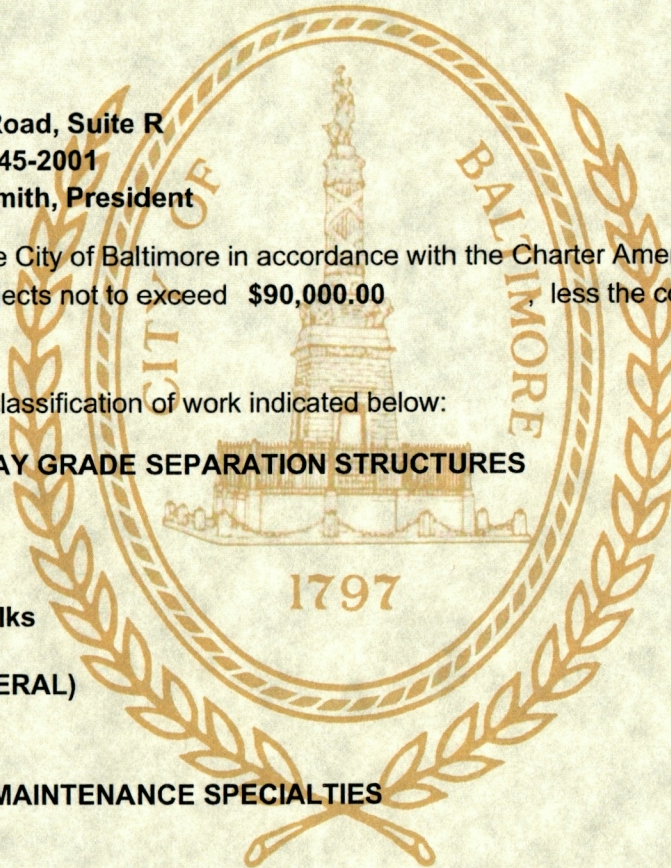 Road, Suite R
45-2001
mith, President
e City of Baltimore in accordance with the Charter Ame
jects not to exceed $90,000.00 , less the c
lassification of work indicated below:
AY GRADE SEPARATION STRUCTURES
lks
ERAL)
MAINTENANCE SPECIALTIES
CITY OF BALTIMORE
1797